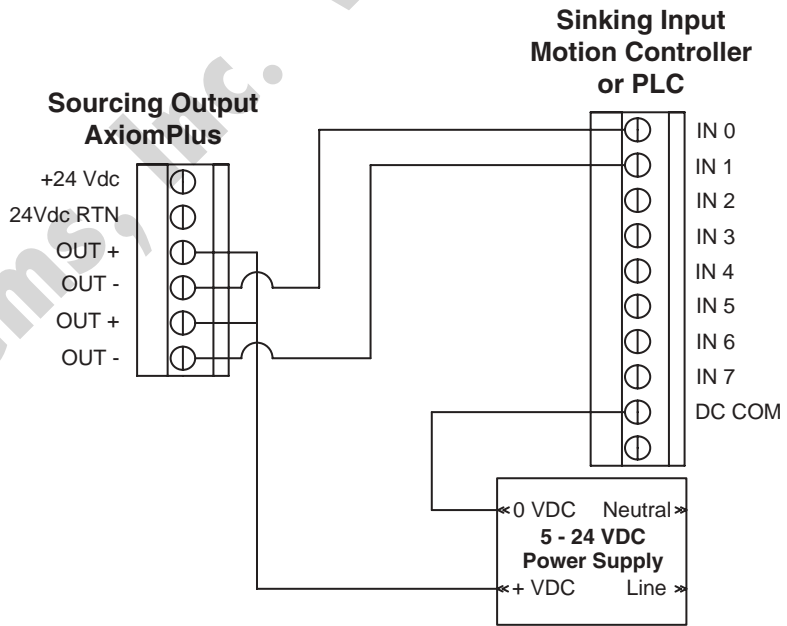 Sinking Input
Motion Controller
or PLC
Sourcing Output
AxiomPlus
+24 Vdc
24Vdc RTN
OUT +
OUT -
OUT +
OUT -
IN 0
IN 1
IN 2
IN 3
IN 4
IN 5
IN 6
IN 7
DC COM
0 VDC Neutral
5 - 24 VDC
Power Supply
+ VDC Line
ms, Inc.